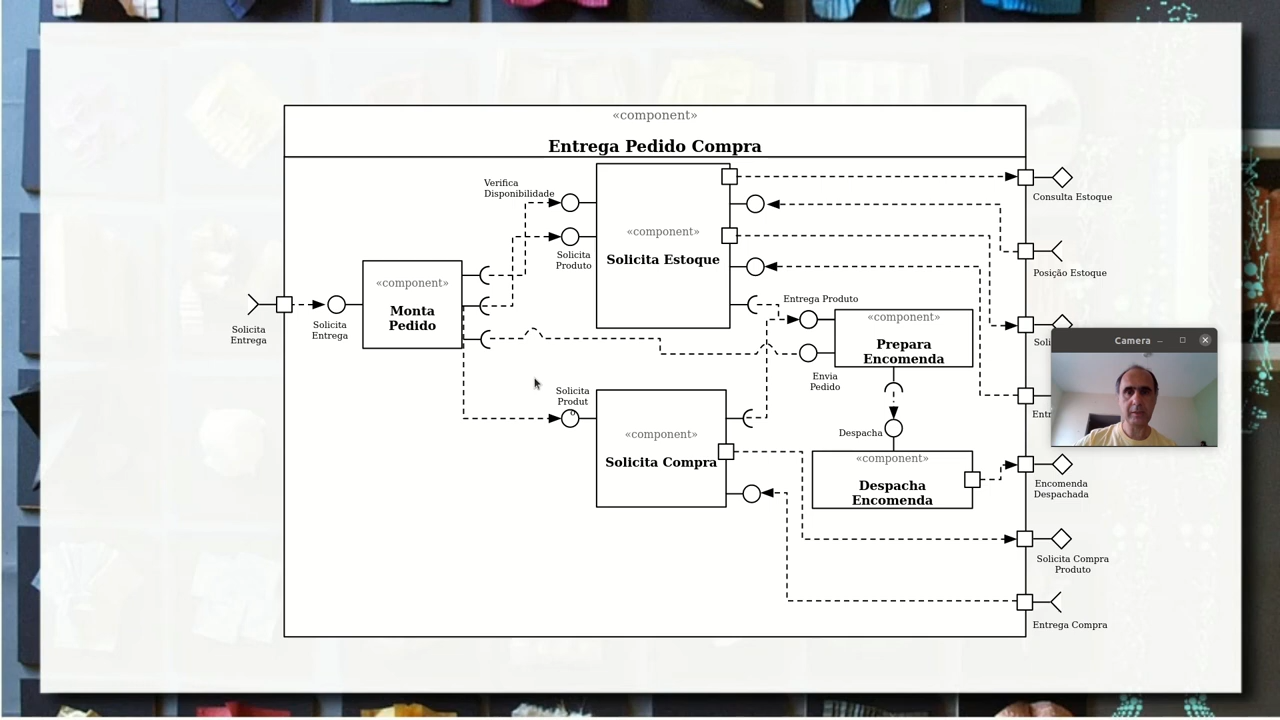 «component»
Entrega Pedido Compra
Verifica
Disponibilidade
Consulta Estoque
«component»
Solicita Estoque
Solicita
Produto
Posição Estoque
«component»
Monta
Pedido
Solicita
Entrega
Solicita
Entrega
Entrega Produto
«component»
Prepara
Encomenda
Camera
Envia
Pedido
Solicita
Produt
o
Despacha
«component»
Solicita Compra
«component»
Despacha
Encomenda
Encomenda
Despachada
Solicita Compra
Produto
Entrega Compra